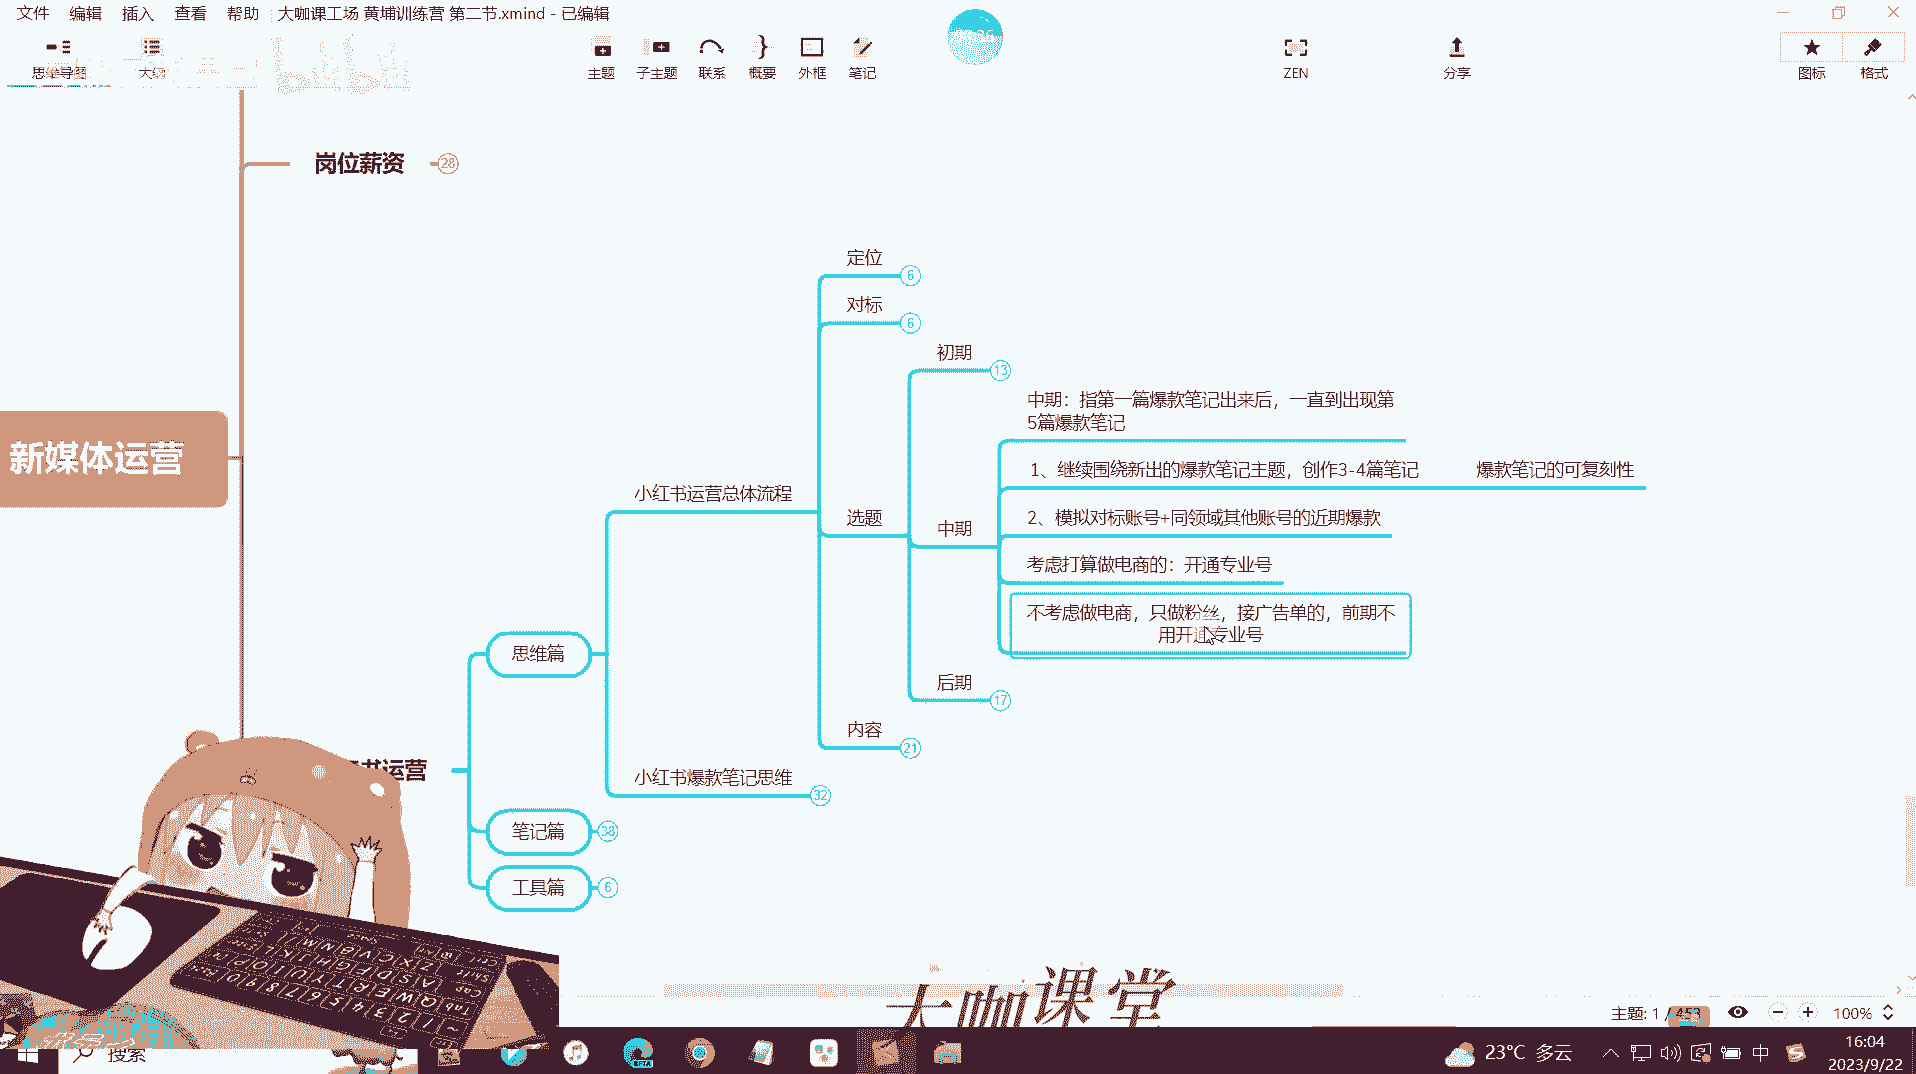 文件 编辑 插入 查看 帮助 大咖课工场 黄埔训练营 第二节.xmind - 已编辑
思维导图 大纲 主题 子主题 联系 概要 外框 笔记 ZEN 分享 图标 格式
岗位薪资 28
定位 6
对标 6
初期 13
中期：指第一篇爆款笔记出来后，一直到出现第
5篇爆款笔记
1、继续围绕新出的爆款笔记主题，创作3-4篇笔记 爆款笔记的可复刻性
新媒体运营
小红书运营总体流程
选题
中期
2、模拟对标账号+同领域其他账号的近期爆款
考虑打算做电商的：开通专业号
不考虑做电商，只做粉丝，接广告单的，前期不
用开通专业号
思维篇
后期 17
内容 21
书运营
小红书爆款笔记思维 32
笔记篇 38
工具篇 6
大咖课堂
主题: 1 / 453 100%
搜索
23°C 多云 中
16:04
2023/9/22